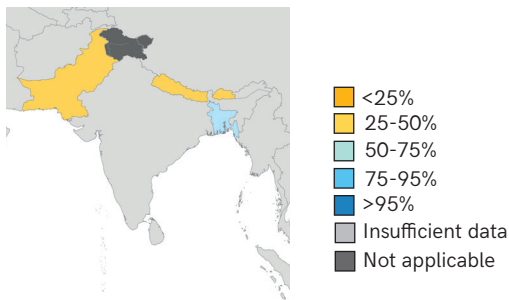 <25%
25-50%
50-75%
75-95%
>95%
Insufficient data
Not applicable